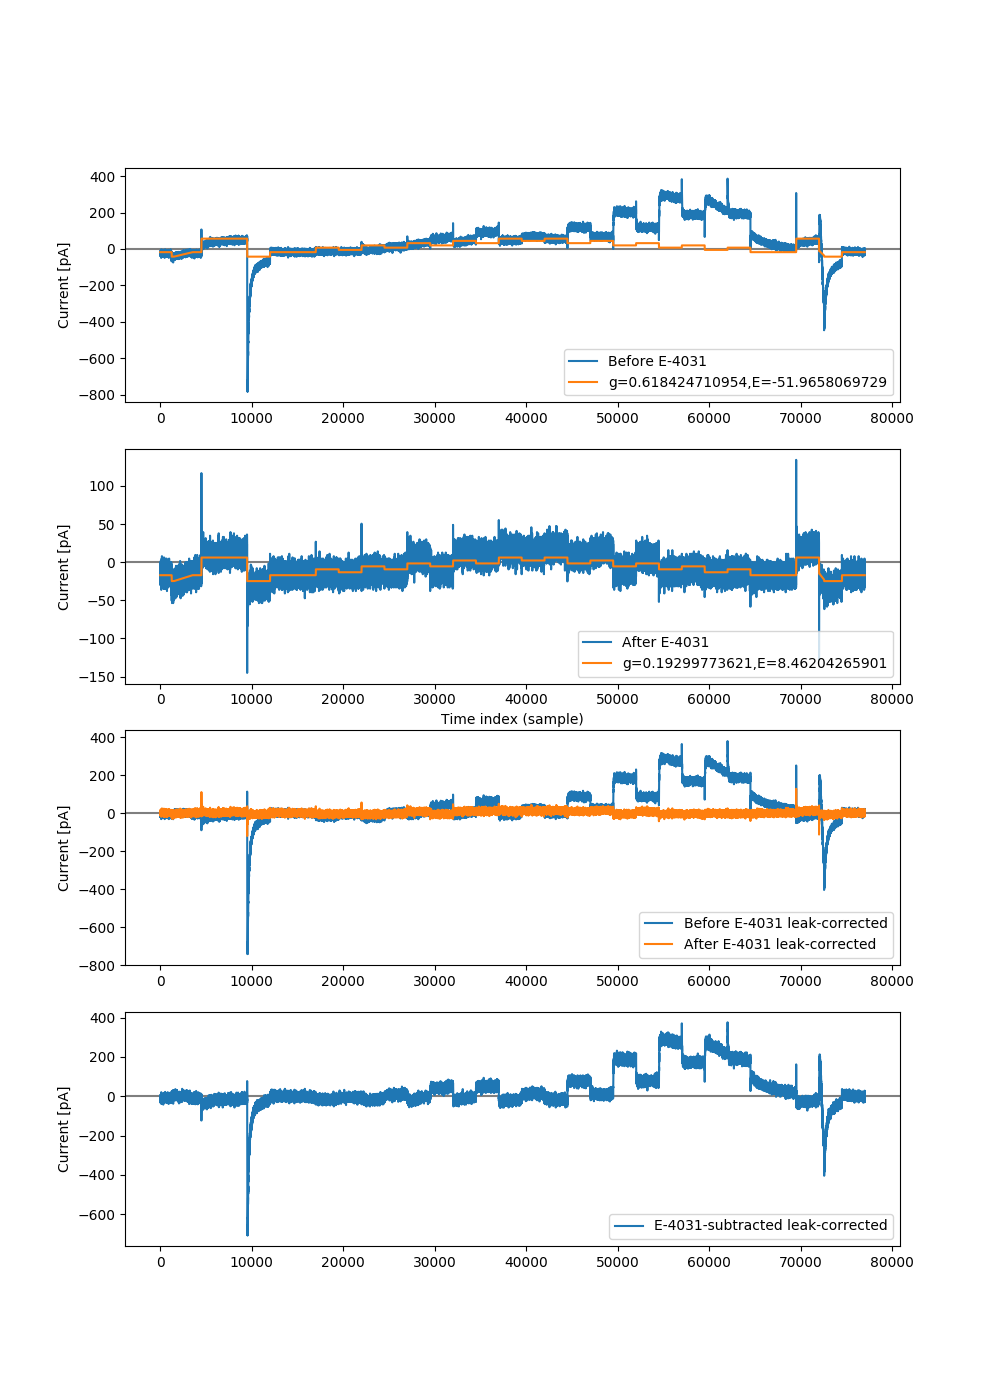 400
200
0
−200
−400
−600
−800
Current [pA]
Before E-4031
g=0.618424710954,E=-51.9658069729
0 10000 20000 30000 40000 50000 60000 70000 80000
100
50
0
−50
−100
−150
Current [pA]
After E-4031
g=0.19299773621,E=8.46204265901
0 10000 20000 30000 40000 50000 60000 70000 80000
Time index (sample)
400
200
0
−200
−400
−600
−800
Current [pA]
Before E-4031 leak-corrected
After E-4031 leak-corrected
0 10000 20000 30000 40000 50000 60000 70000 80000
400
200
0
−200
−400
−600
Current [pA]
E-4031-subtracted leak-corrected
0 10000 20000 30000 40000 50000 60000 70000 80000